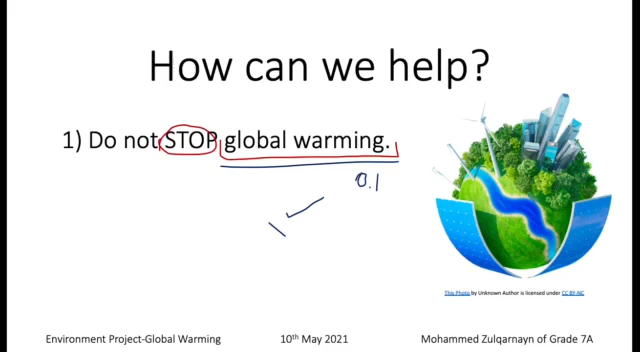 How can we help?
1) Do not STOP global warming.
0.1
This Photo by Unknown Author is licensed under CC BY-NC
Environment Project-Global Warming 10th May 2021 Mohammed Zulqarnayn of Grade 7A